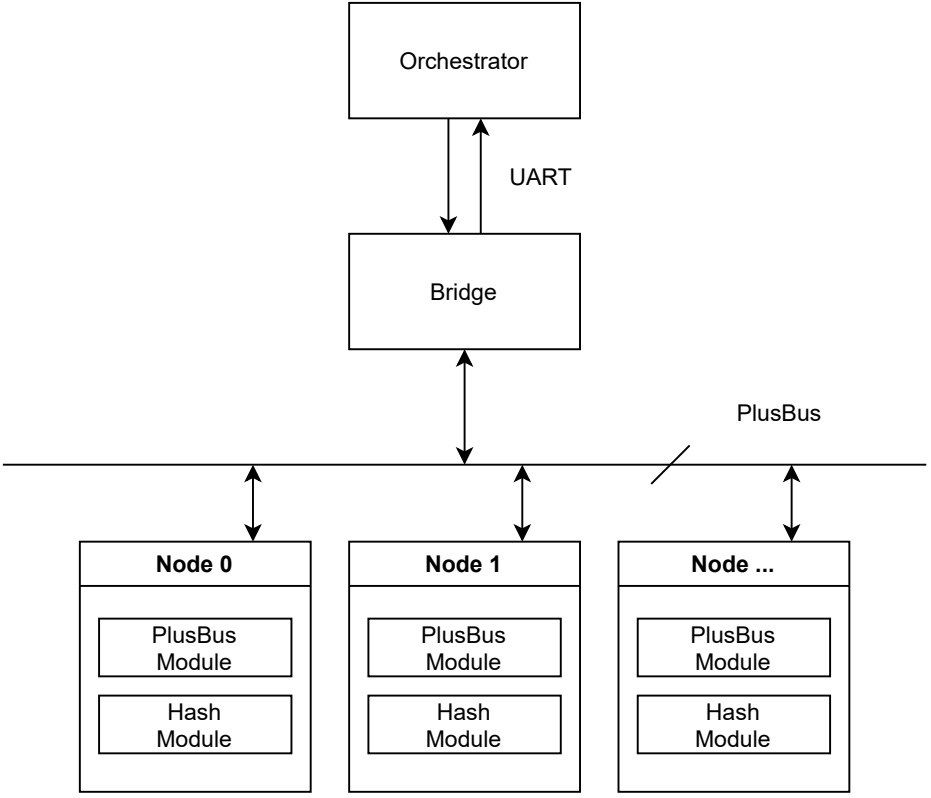 Orchestrator
UART
Bridge
PlusBus
Node 0
Node 1
Node ...
PlusBus
Module
PlusBus
Module
PlusBus
Module
Hash
Module
Hash
Module
Hash
Module